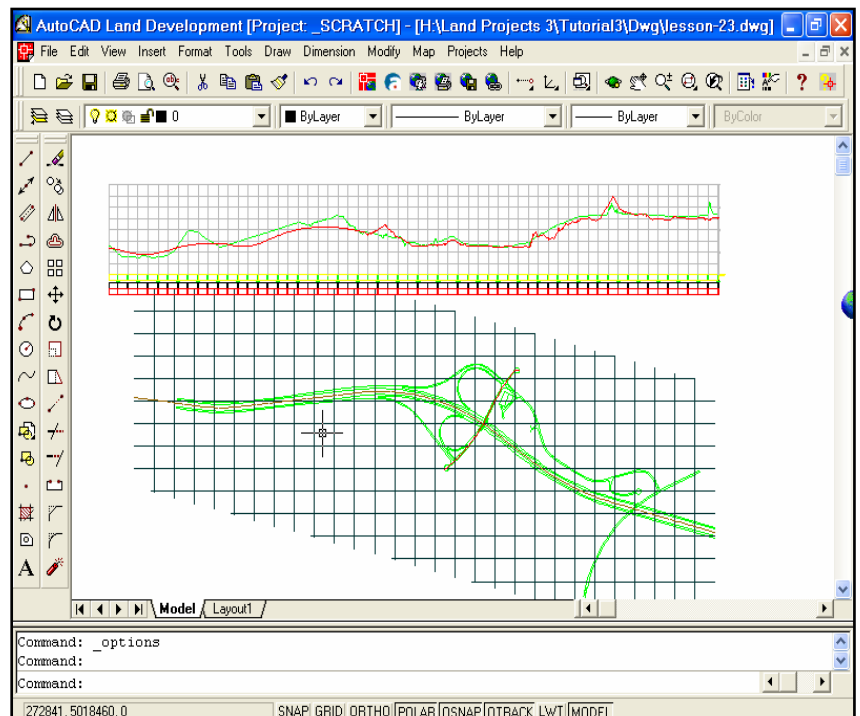 AutoCAD Land Development [Project: _SCRATCH] - [H:\Land Projects 3\Tutorial3\Dwg\lesson-23.dwg]
File Edit View Insert Format Tools Draw Dimension Modify Map Projects Help
0 ByLayer ByLayer ByLayer ByColor
A
Model Layout1
Command: _options
Command:
Command:
272841, 5018460, 0 SNAP GRID ORTHO POLAR OSNAP OTRACK LWT MODEL